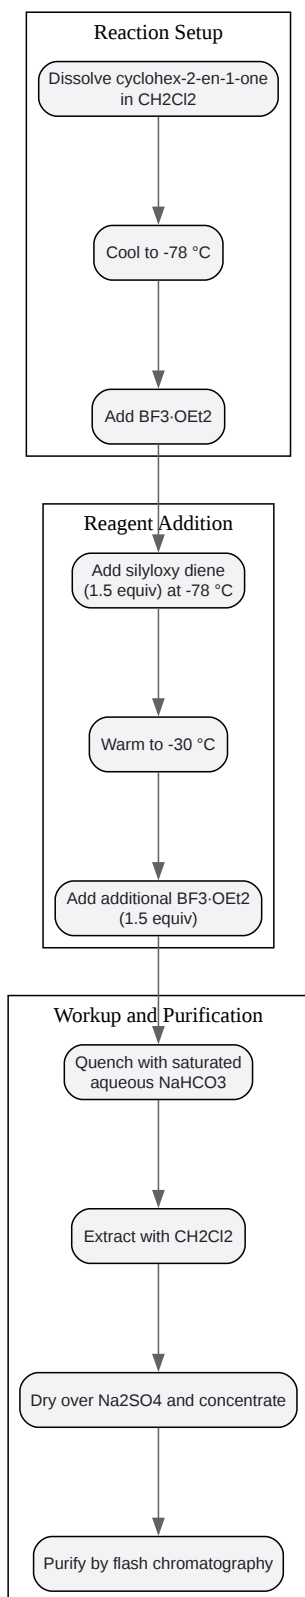 Reaction Setup
Dissolve cyclohex-2-en-1-one
in CH2Cl2
Cool to -78 °C
Add BF3·OEt2
Reagent Addition
Add silyloxy diene
(1.5 equiv) at -78 °C
Warm to -30 °C
Add additional BF3·OEt2
(1.5 equiv)
Workup and Purification
Quench with saturated
aqueous NaHCO3
Extract with CH2Cl2
Dry over Na2SO4 and concentrate
Purify by flash chromatography